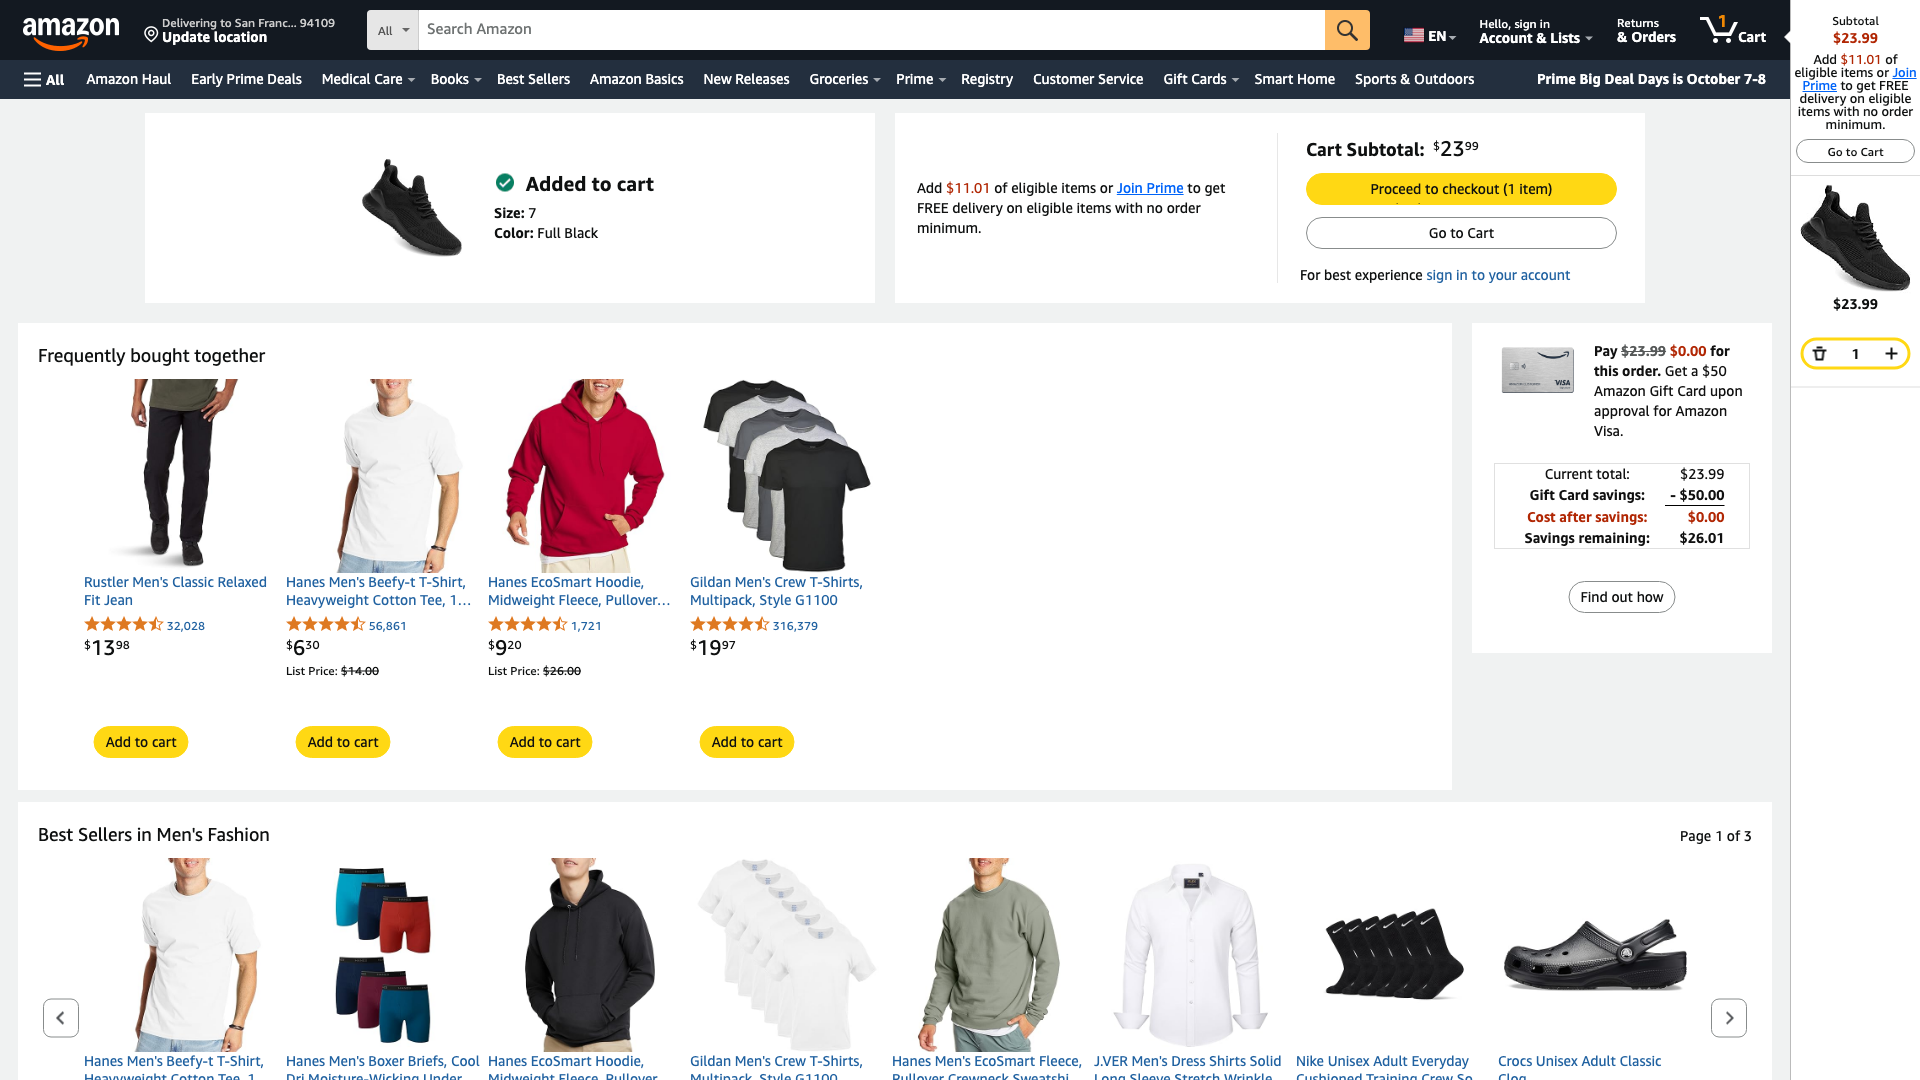 amazon
Delivering to San Franc... 94109
Update location
All
Search Amazon
EN
Hello, sign in
Account & Lists
Returns
& Orders
1
Cart
All
Amazon Haul
Early Prime Deals
Medical Care
Books
Best Sellers
Amazon Basics
New Releases
Groceries
Prime
Registry
Customer Service
Gift Cards
Smart Home
Sports & Outdoors
Prime Big Deal Days is October 7-8
Subtotal
$23.99
Add $11.01 of
eligible items or Join
Prime to get FREE
delivery on eligible
items with no order
minimum.
Go to Cart
$23.99
1
Added to cart
Size: 7
Color: Full Black
Add $11.01 of eligible items or Join Prime to get
FREE delivery on eligible items with no order
minimum.
Cart Subtotal: $23.99
Proceed to checkout (1 item)
Go to Cart
For best experience sign in to your account
Frequently bought together
Rustler Men's Classic Relaxed
Fit Jean
32,028
$13.98
Add to cart
Hanes Men's Beefy-t T-Shirt,
Heavyweight Cotton Tee, 1...
56,861
$6.30
List Price: $14.00
Add to cart
Hanes EcoSmart Hoodie,
Midweight Fleece, Pullover...
1,721
$9.20
List Price: $26.00
Add to cart
Gildan Men's Crew T-Shirts,
Multipack, Style G1100
316,379
$19.97
Add to cart
VISA
Pay $23.99 $0.00 for
this order. Get a $50
Amazon Gift Card upon
approval for Amazon
Visa.
Current total: $23.99
Gift Card savings: - $50.00
Cost after savings: $0.00
Savings remaining: $26.01
Find out how
Best Sellers in Men's Fashion
Page 1 of 3
Hanes Men's Beefy-t T-Shirt,
Heavyweight Cotton Tee, 1
Hanes Men's Boxer Briefs, Cool
Dri Moisture-Wicking Under
Hanes EcoSmart Hoodie,
Midweight Fleece, Pullover
Gildan Men's Crew T-Shirts,
Multipack, Style G1100
Hanes Men's EcoSmart Fleece,
Pullover Crewneck Sweatshi
J.VER Men's Dress Shirts Solid
Long Sleeve Stretch Wrinkle
Nike Unisex Adult Everyday
Cushioned Training Crew So
Crocs Unisex Adult Classic
Clog